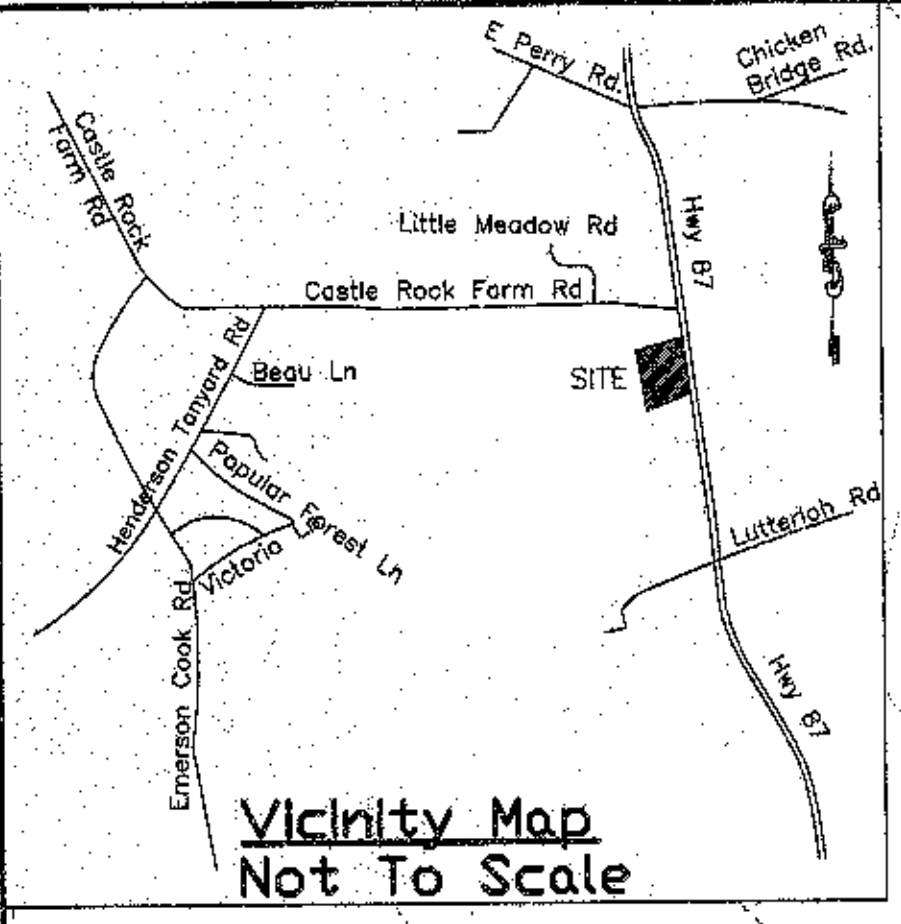 E Perry Rd.
Chicken
Bridge Rd.
Castle Rock
Farm Rd
Hwy 87
Little Meadow Rd
Castle Rock Farm Rd
Henderson Tanyard Rd
Beau Ln
SITE
Popular Forest Ln
Lutterloh Rd
Victoria
Emerson Cook Rd
Hwy 87
Vicinity Map
Not To Scale